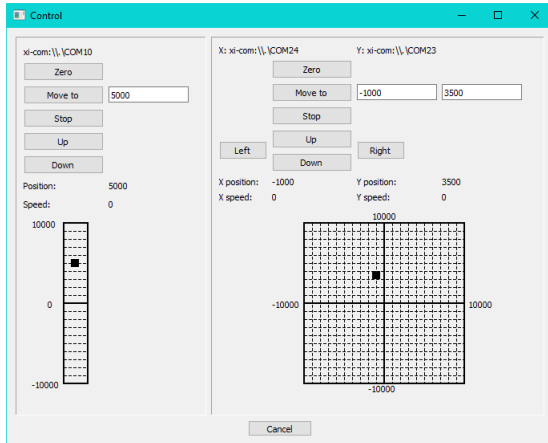 Control
xi-com:\\.\COM10
Zero
Move to 5000
Stop
Up
Down
Position: 5000
Speed: 0
10000
0
-10000
X: xi-com:\\.\COM24 Y: xi-com:\\.\COM23
Zero
Move to -1000 3500
Stop
Up
Left Right
Down
X position: -1000 Y position: 3500
X speed: 0 Y speed: 0
10000
-10000 10000
-10000
Cancel